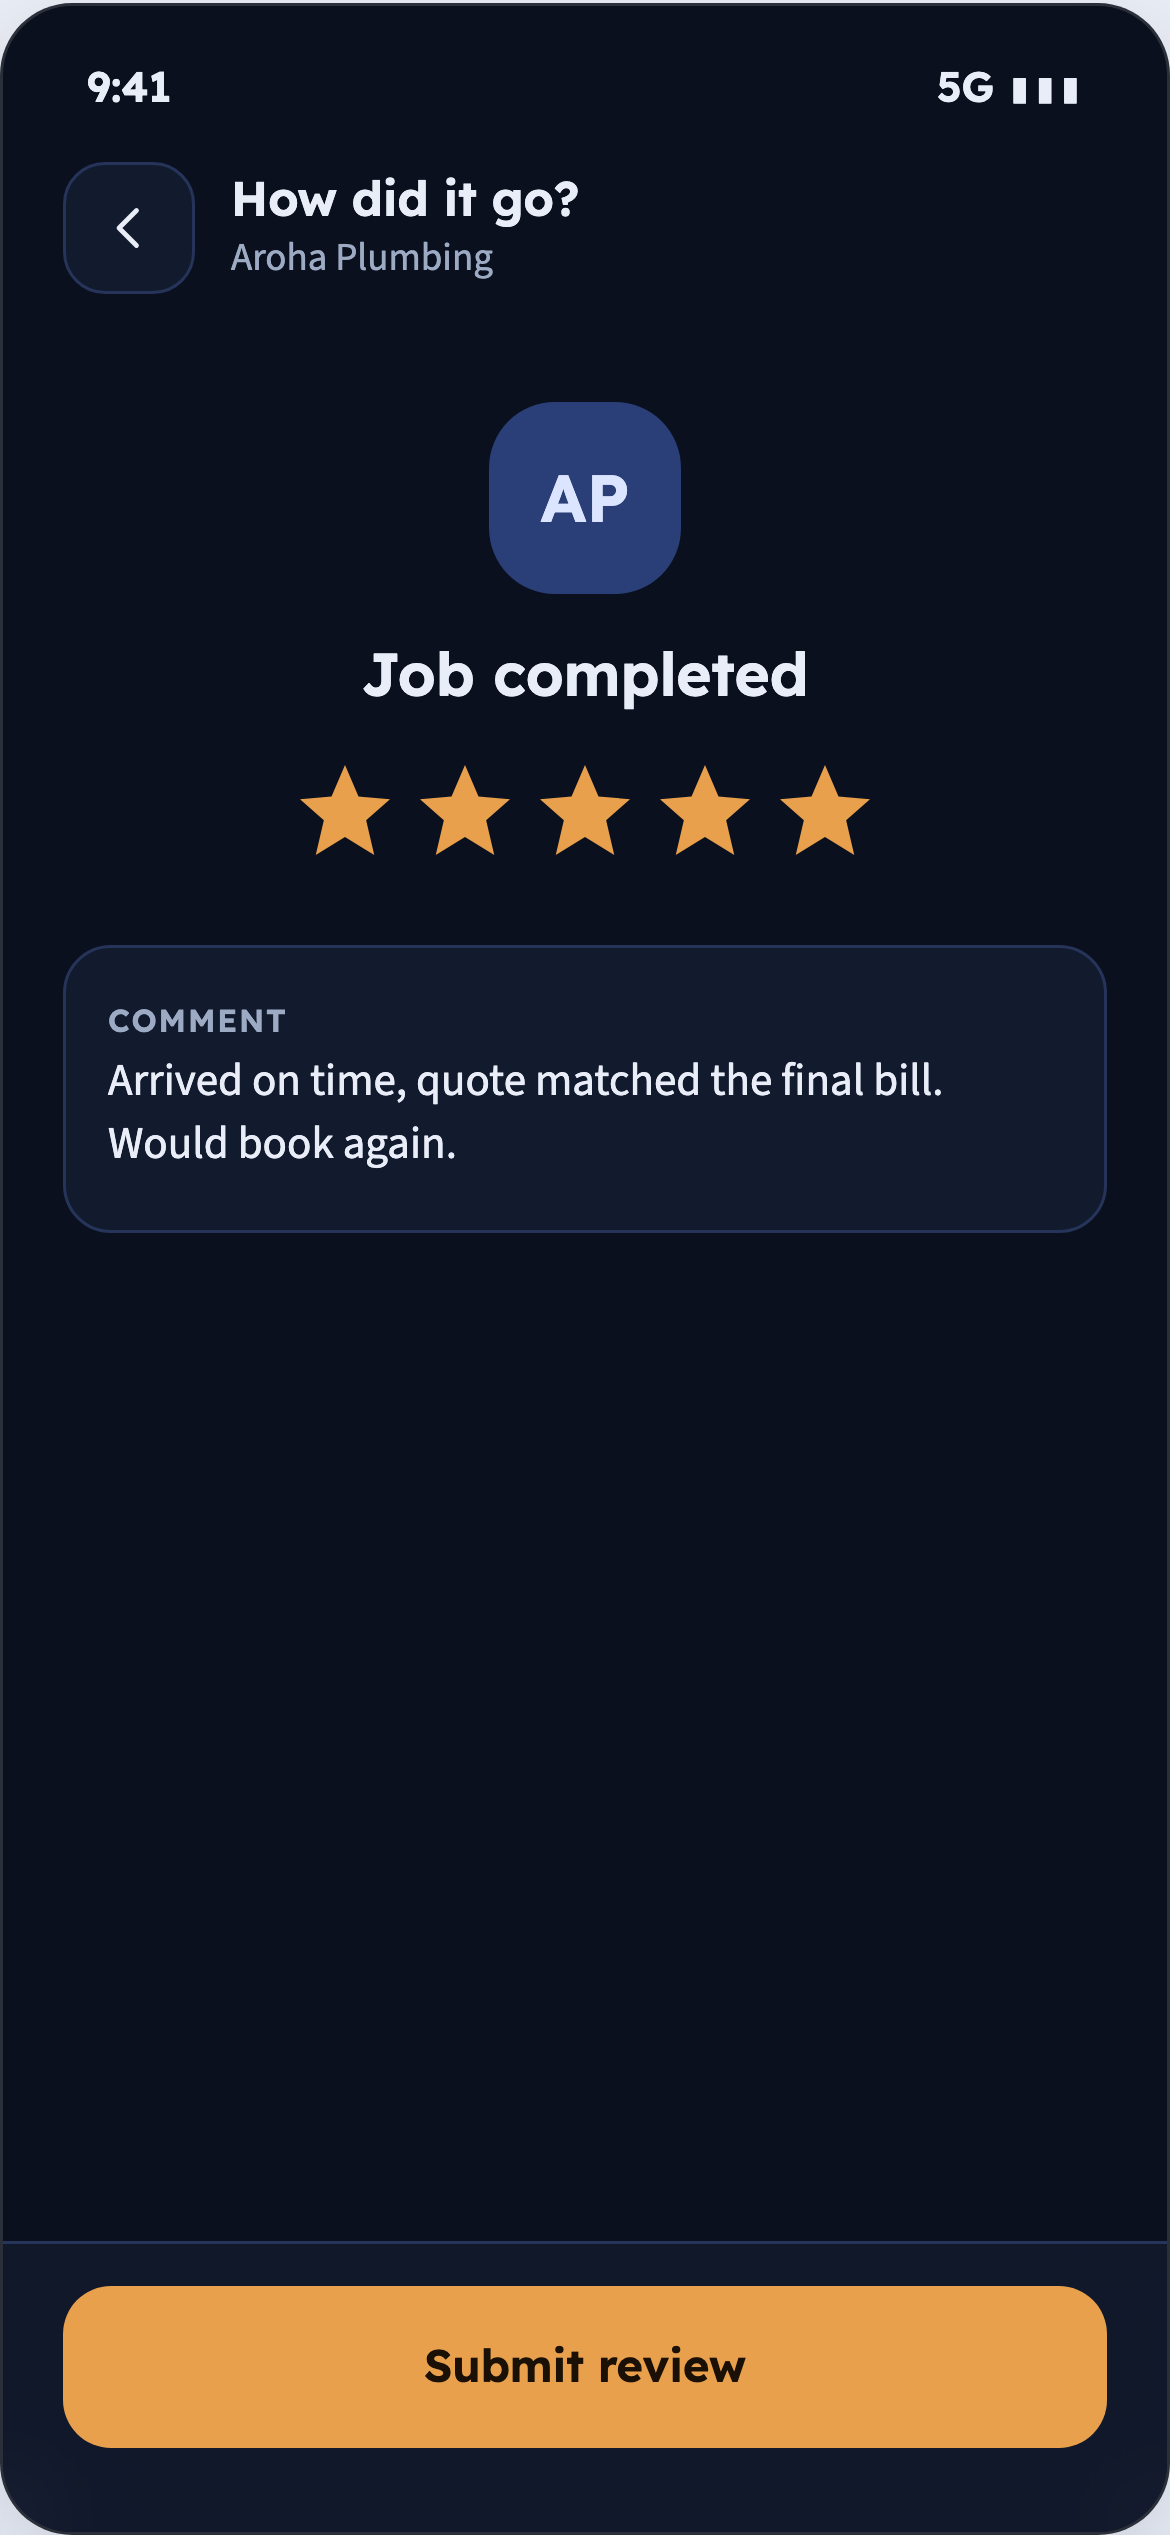 9:41
5G
How did it go?
Aroha Plumbing
AP
Job completed
COMMENT
Arrived on time, quote matched the final bill.
Would book again.
Submit review